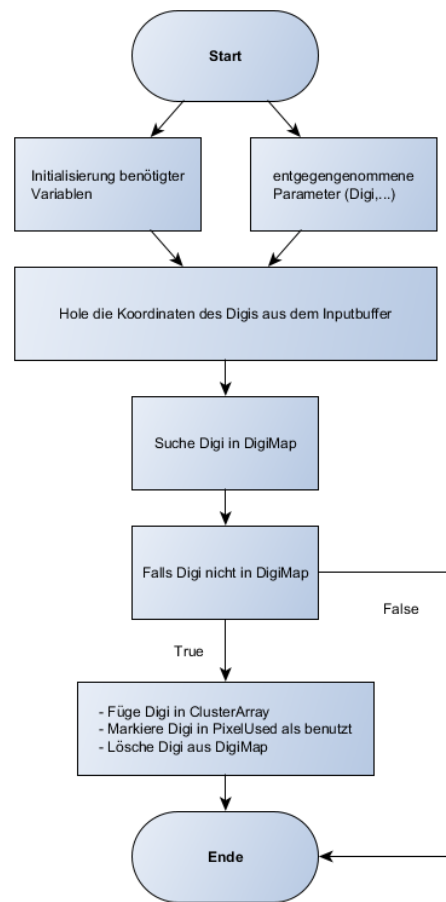 Start
Initialisierung benötigter
Variablen
entgegengenommene
Parameter (Digi,...)
Hole die Koordinaten des Digis aus dem Inputbuffer
Suche Digi in DigiMap
Falls Digi nicht in DigiMap
False
True
- Füge Digi in ClusterArray
- Markiere Digi in PixelUsed als benutzt
- Lösche Digi aus DigiMap
Ende